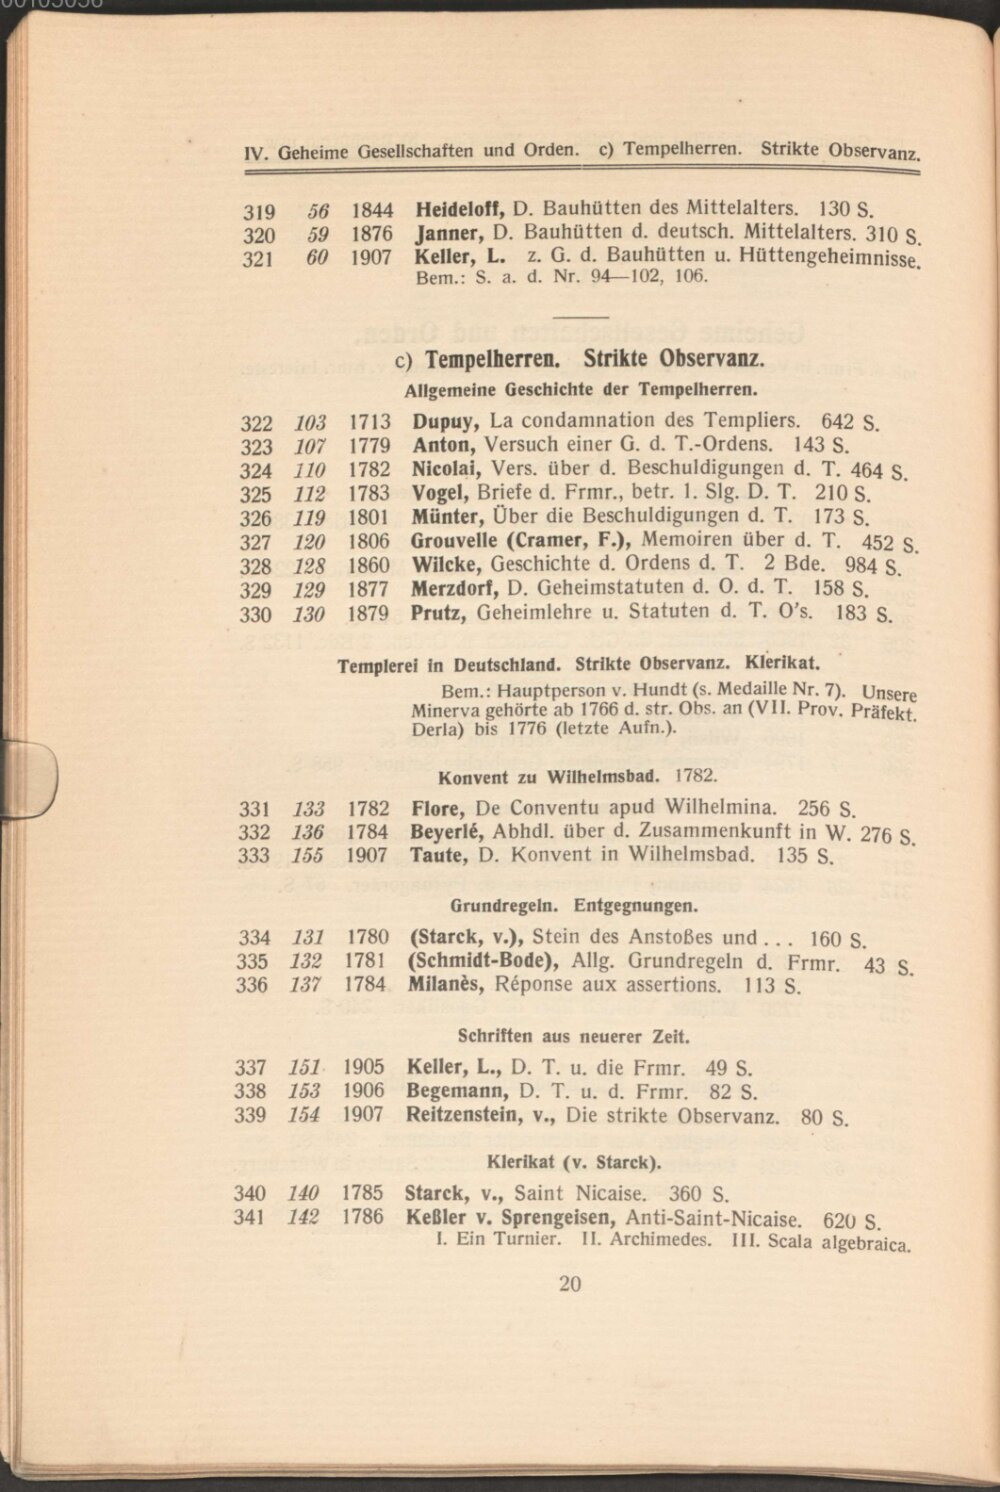 IV. Geheime Gesellschaften und Orden. c) Tempelherren. Strikte Observanz.
319 56 1844 Heideloff, D. Bauhütten des Mittelalters. 130 S.
320 59 1876 Janner, D. Bauhütten d. deutsch. Mittelalters. 310 S.
321 60 1907 Keller, L. z. G. d. Bauhütten u. Hüttengeheimnisse.
Bem.: S. a. d. Nr. 94—102, 106.
c) Tempelherren. Strikte Observanz.
Allgemeine Geschichte der Tempelherren.
322 103 1713 Dupuy, La condamnation des Templiers. 642 S.
323 107 1779 Anton, Versuch einer G. d. T.-Ordens. 143 S.
324 110 1782 Nicolai, Vers. über d. Beschuldigungen d. T. 464 S.
325 112 1783 Vogel, Briefe d. Frmr., betr. 1. Slg. D. T. 210 S.
326 119 1801 Münter, Über die Beschuldigungen d. T. 173 S.
327 120 1806 Grouvelle (Cramer, F.), Memoiren über d. T. 452 S.
328 128 1860 Wilcke, Geschichte d. Ordens d. T. 2 Bde. 984 S.
329 129 1877 Merzdorf, D. Geheimstatuten d. O. d. T. 158 S.
330 130 1879 Prutz, Geheimlehre u. Statuten d. T. O's. 183 S.
Templerei in Deutschland. Strikte Observanz. Klerikat.
Bem.: Hauptperson v. Hundt (s. Medaille Nr. 7). Unsere
Minerva gehörte ab 1766 d. str. Obs. an (VII. Prov. Präfekt.
Derla) bis 1776 (letzte Aufn.).
Konvent zu Wilhelmsbad. 1782.
331 133 1782 Flore, De Conventu apud Wilhelmina. 256 S.
332 136 1784 Beyerlé, Abhdl. über d. Zusammenkunft in W. 276 S.
333 155 1907 Taute, D. Konvent in Wilhelmsbad. 135 S.
Grundregeln. Entgegnungen.
334 131 1780 (Starck, v.), Stein des Anstoßes und ... 160 S.
335 132 1781 (Schmidt-Bode), Allg. Grundregeln d. Frmr. 43 S.
336 137 1784 Milanès, Réponse aux assertions. 113 S.
Schriften aus neuerer Zeit.
337 151 1905 Keller, L., D. T. u. die Frmr. 49 S.
338 153 1906 Begemann, D. T. u. d. Frmr. 82 S.
339 154 1907 Reitzenstein, v., Die strikte Observanz. 80 S.
Klerikat (v. Starck).
340 140 1785 Starck, v., Saint Nicaise. 360 S.
341 142 1786 Keßler v. Sprengeisen, Anti-Saint-Nicaise. 620 S.
I. Ein Turnier. II. Archimedes. III. Scala algebraica.
20